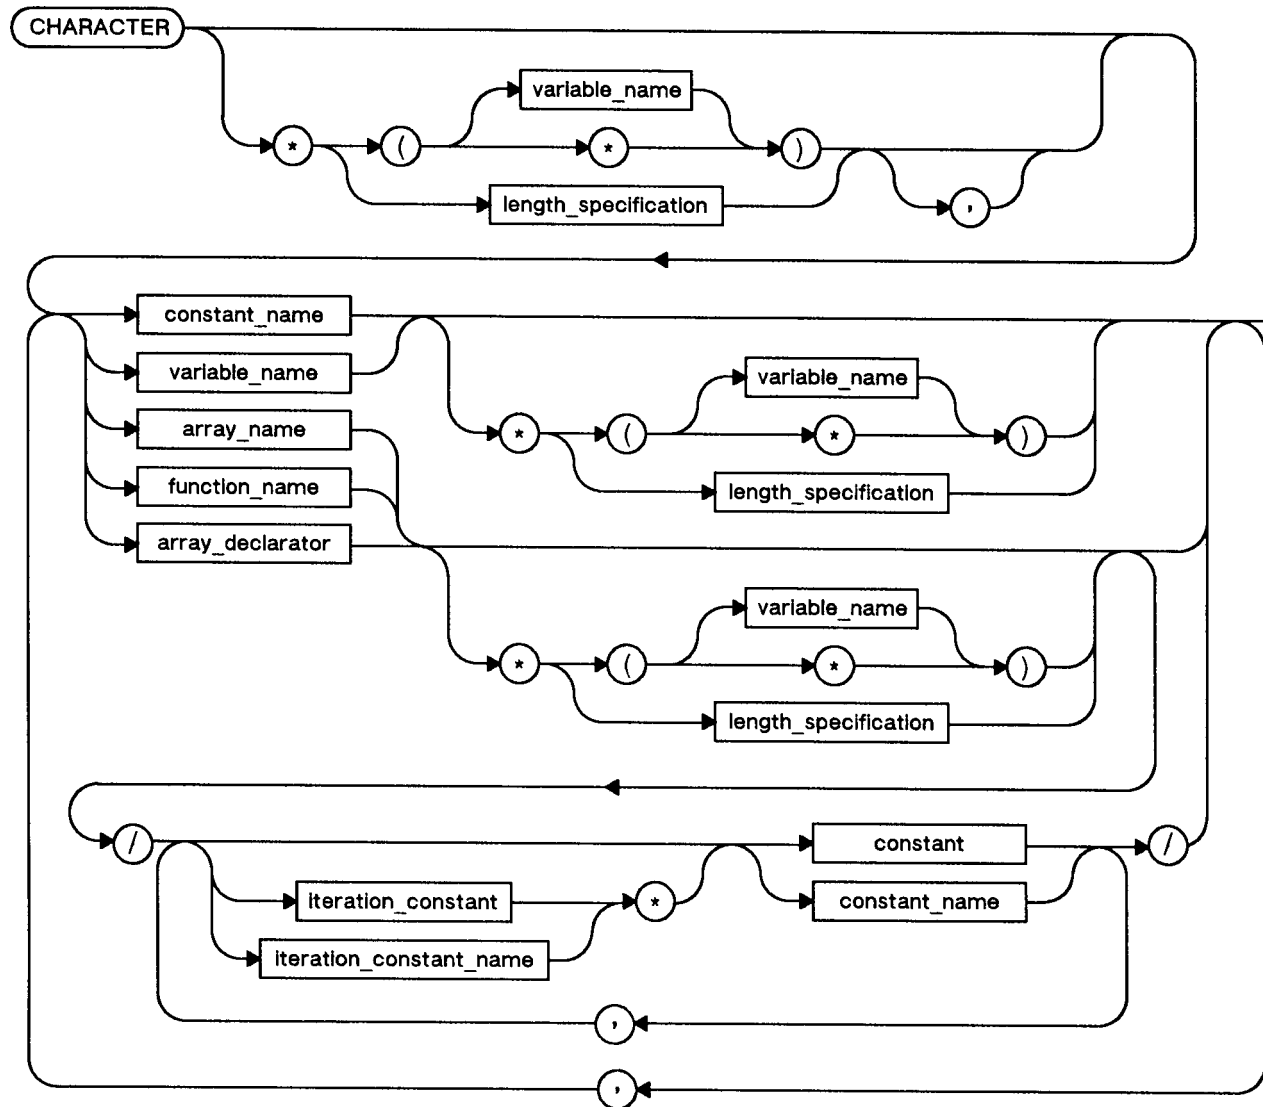 CHARACTER
variable_name
* ( * )
length_specification ,
constant_name
variable_name variable_name
array_name * ( * )
function_name length_specification
array_declarator
variable_name
* ( * )
length_specification
/ constant /
iteration_constant * constant_name
iteration_constant_name
,
,